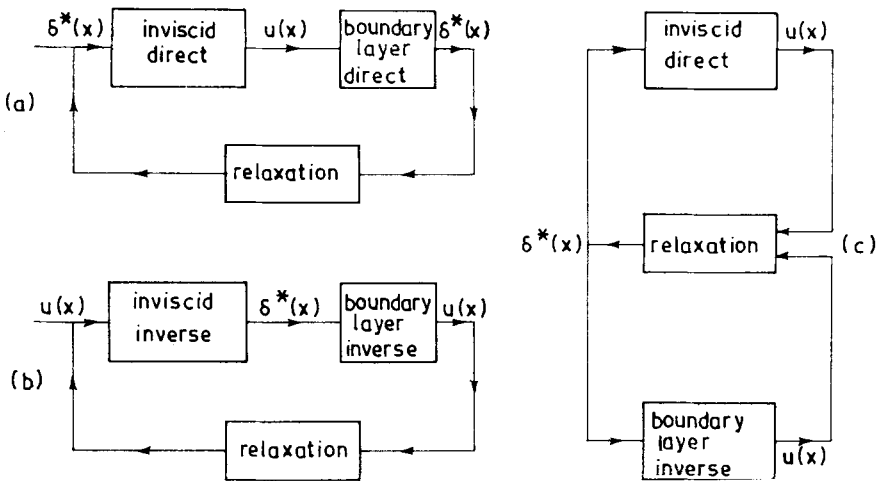 δ*(x)
inviscid
direct
u(x)
boundary
layer
direct
δ*(x)
(a)
relaxation
u(x)
inviscid
inverse
δ*(x)
boundary
layer
inverse
u(x)
(b)
relaxation
inviscid
direct
u(x)
δ*(x)
relaxation
(c)
boundary
layer
inverse
u(x)